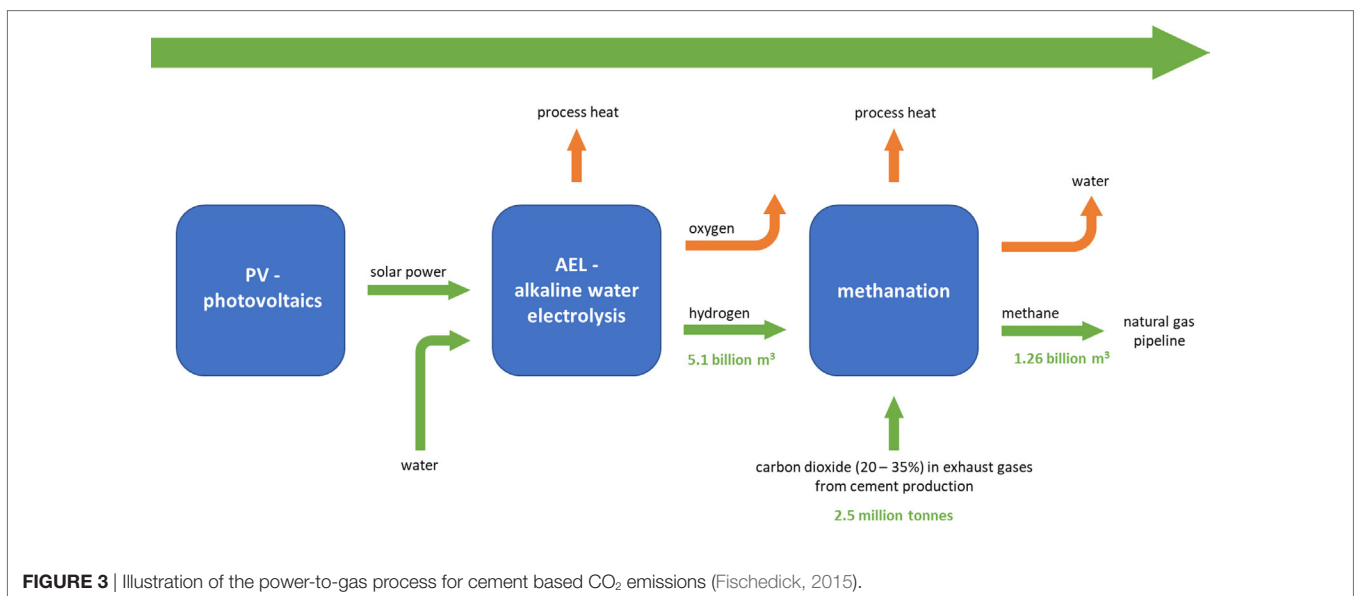 process heat
process heat
water
oxygen
PV -
photovoltaics
solar power
AEL -
alkaline water
electrolysis
methanation
hydrogen
5.1 billion m³
methane
1.26 billion m³
natural gas
pipeline
water
carbon dioxide (20 – 35%) in exhaust gases
from cement production
2.5 million tonnes
FIGURE 3 | Illustration of the power-to-gas process for cement based CO₂ emissions (Fischedick, 2015).